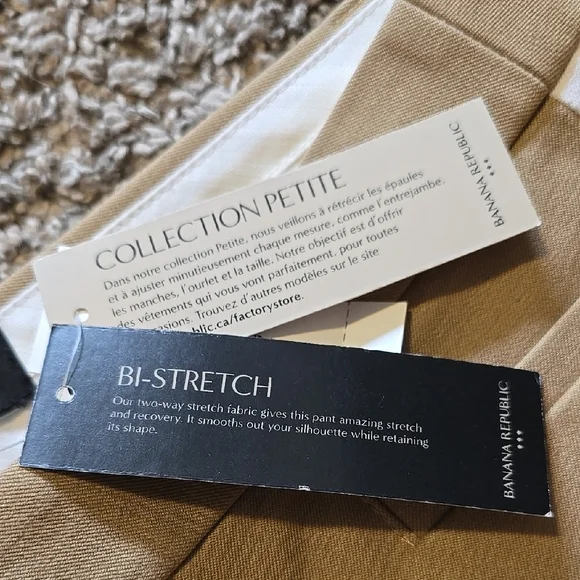 COLLECTION PETITE
Dans notre collection Petite, nous veillons à rétrécir les épaules
et à ajuster minutieusement chaque mesure, comme l'entrejambe,
les manches, l'ourlet et la taille. Notre objectif est d'offrir
des vêtements qui vous vont parfaitement, pour toutes
asions. Trouvez d'autres modèles sur le site
blic.ca/factorystore.
BANANA REPUBLIC
BI-STRETCH
Our two-way stretch fabric gives this pant amazing stretch
and recovery. It smooths out your silhouette while retaining
its shape.
BANANA REPUBLIC